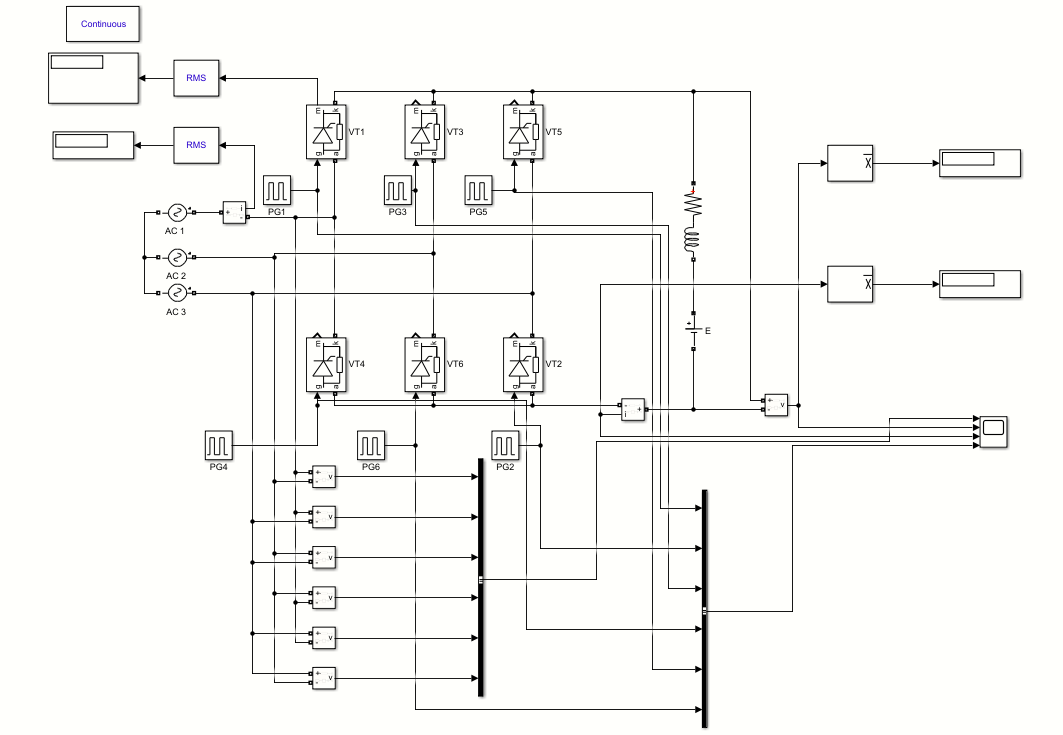 Continuous
RMS
m k
VT1
g a
m k
VT3
g a
m k
VT5
g a
RMS
x
PG1
PG3
PG5
+
i
-
AC 1
AC 2
AC 3
x
+
E
m k
VT4
g a
m k
VT6
g a
m k
VT2
g a
-
i
+
+
-
v
PG4
PG6
PG2
+
-
v
+
-
v
+
-
v
+
-
v
+
-
v
+
-
v